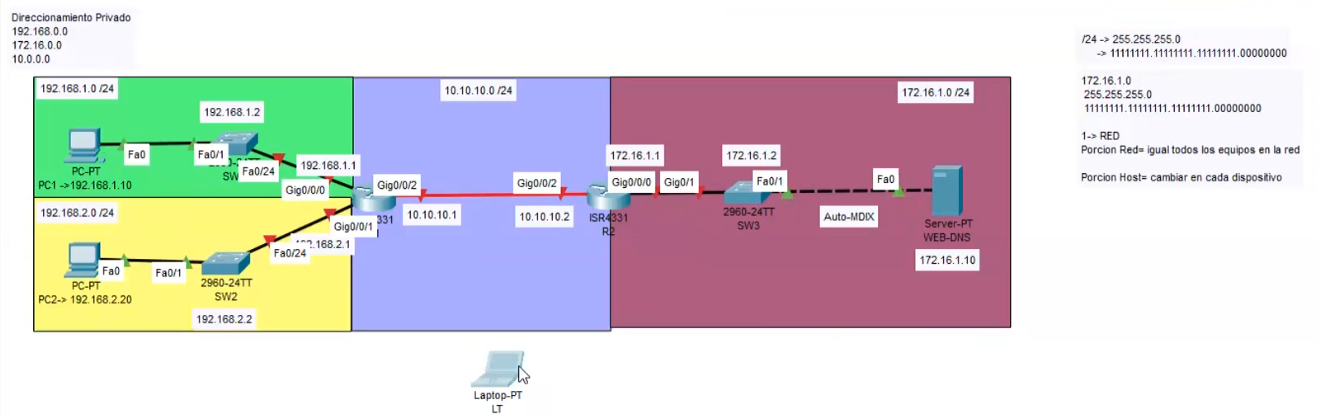 Direccionamiento Privado
192.168.0.0
172.16.0.0
10.0.0.0
/24 -> 255.255.255.0
-> 11111111.11111111.11111111.00000000
172.16.1.0
255.255.255.0
11111111.11111111.11111111.00000000
1-> RED
Porcion Red= igual todos los equipos en la red
Porcion Host= cambiar en cada dispositivo
192.168.1.0 /24
192.168.1.2
Fa0
Fa0/1
PC-PT
PC1 ->192.168.1.10
Fa0/24
192.168.1.1
Gig0/0/0
192.168.2.0 /24
Gig0/0/1
192.168.2.1
Fa0/24
Fa0
Fa0/1
PC-PT
PC2-> 192.168.2.20
2960-24TT
SW2
192.168.2.2
10.10.10.0 /24
Gig0/0/2
10.10.10.1
Gig0/0/2
10.10.10.2
172.16.1.0 /24
172.16.1.1
Gig0/0/0
ISR4331
R2
Gig0/1
172.16.1.2
Fa0/1
2960-24TT
SW3
Auto-MDIX
Fa0
Server-PT
WEB-DNS
172.16.1.10
Laptop-PT
LT